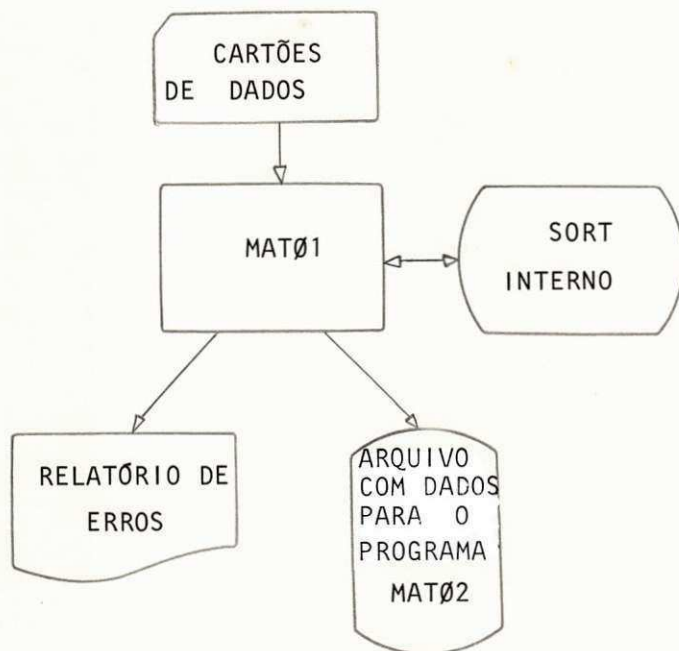 CARTÕES
DE DADOS
MATØ1
SORT
INTERNO
RELATÓRIO DE
ERROS
ARQUIVO
COM DADOS
PARA O
PROGRAMA
MATØ2